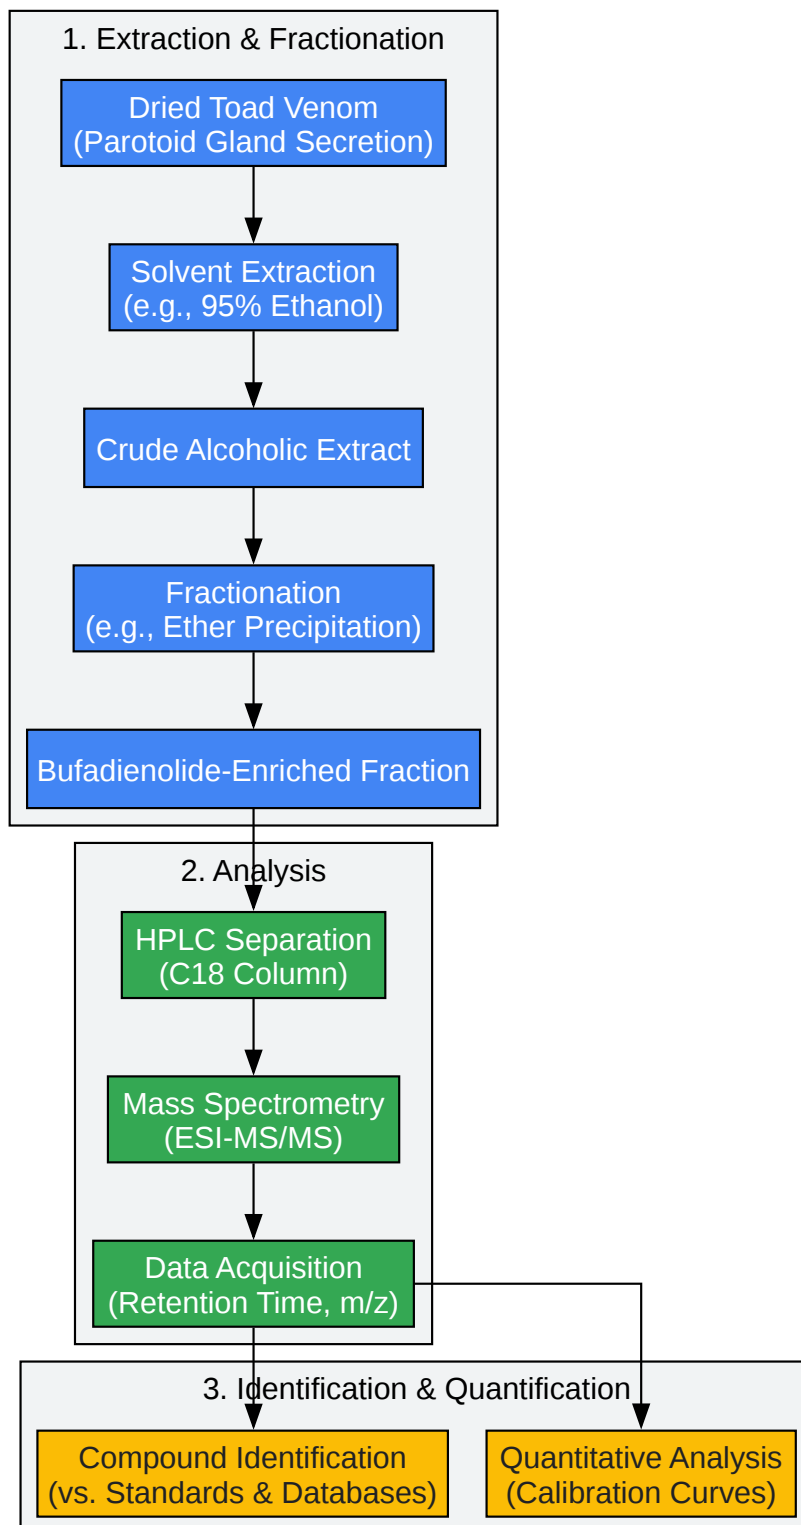 1. Extraction & Fractionation
Dried Toad Venom
(Parotoid Gland Secretion)
Solvent Extraction
(e.g., 95% Ethanol)
Crude Alcoholic Extract
Fractionation
(e.g., Ether Precipitation)
Bufadienolide-Enriched Fraction
2. Analysis
HPLC Separation
(C18 Column)
Mass Spectrometry
(ESI-MS/MS)
Data Acquisition
(Retention Time, m/z)
3. Identification & Quantification
Compound Identification
(vs. Standards & Databases)
Quantitative Analysis
(Calibration Curves)